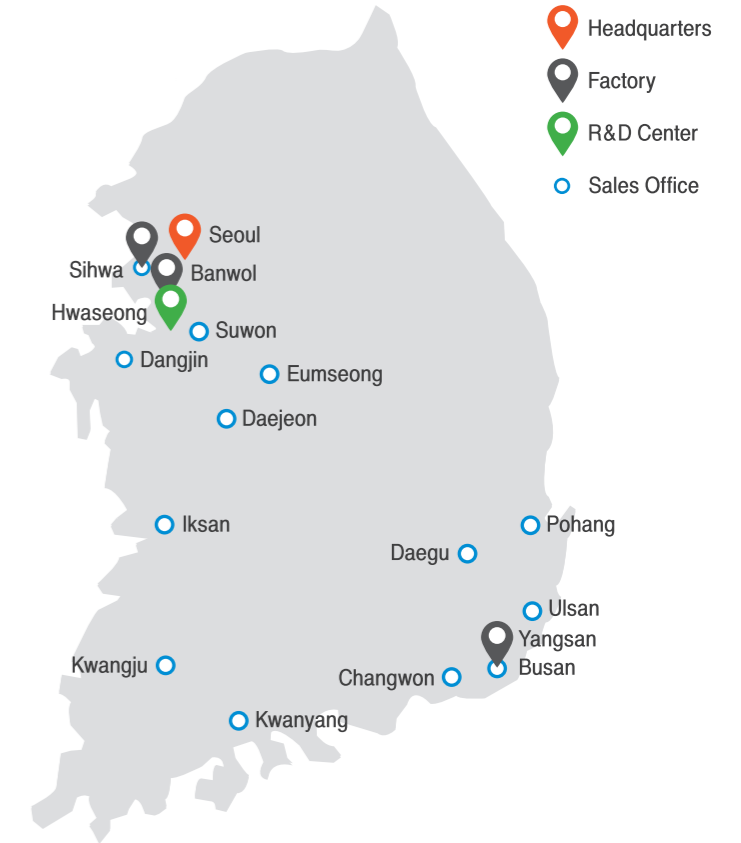 Headquarters
Factory
R&D Center
Sales Office
Seoul
Sihwa
Banwol
Hwaseong
Suwon
Dangjin
Eumseong
Daejeon
Iksan
Pohang
Daegu
Ulsan
Yangsan
Kwangju
Busan
Changwon
Kwanyang